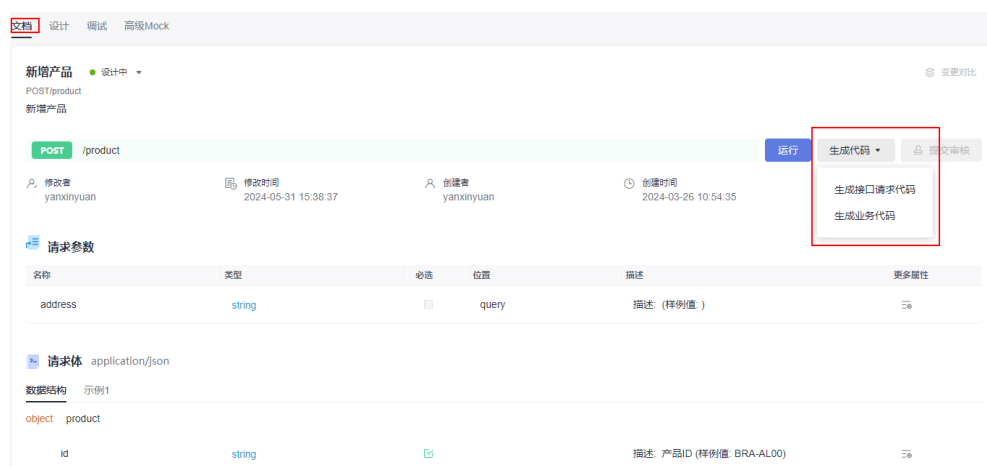 文档 设计 调试 高级Mock
新增产品 设计中 变更对比
POST/product
新增产品
POST /product 运行 生成代码 提交审核
修改者 修改时间 创建者 创建时间
yanxinyuan 2024-05-31 15:38:37 yanxinyuan 2024-03-26 10:54:35
生成接口请求代码
生成业务代码
请求参数
名称 类型 必选 位置 描述 更多属性
address string query 描述: (样例值: )
请求体 application/json
数据结构 示例1
object product
id string 描述: 产品ID (样例值: BRA-AL00)